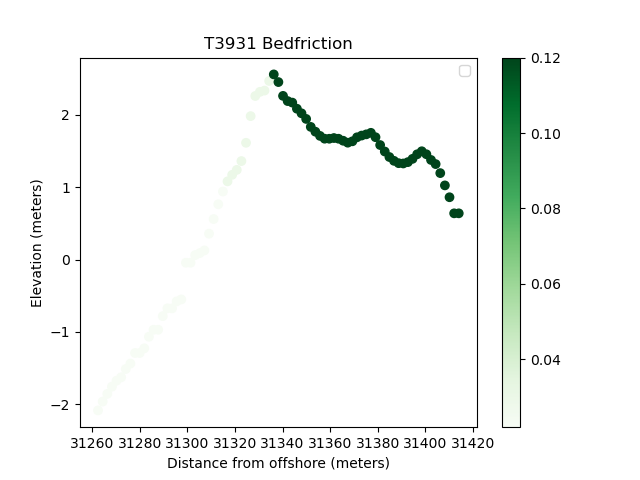 T3931 Bedfriction
Elevation (meters)
2
1
0
−1
−2
31260 31280 31300 31320 31340 31360 31380 31400 31420
Distance from offshore (meters)
0.12
0.10
0.08
0.06
0.04